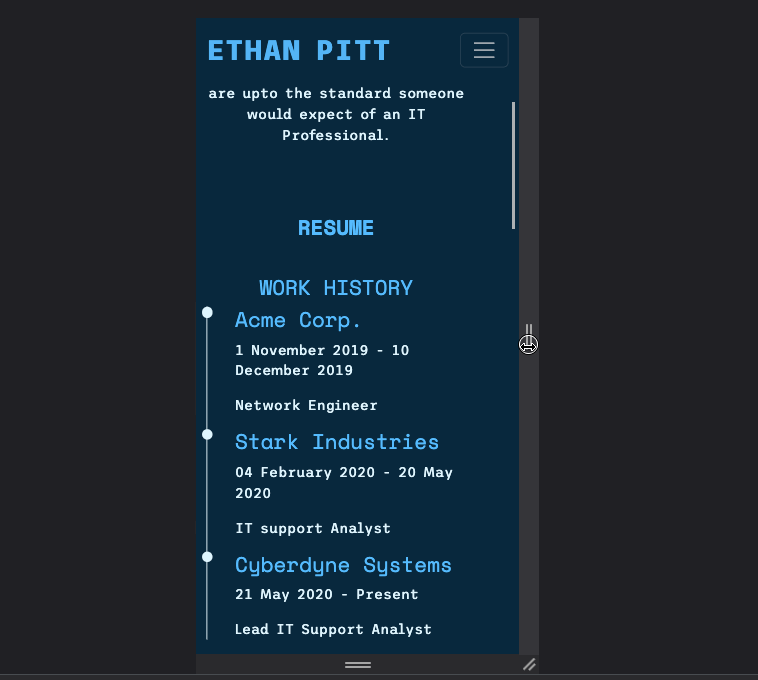 ETHAN PITT
are upto the standard someone
would expect of an IT
Professional.
RESUME
WORK HISTORY
Acme Corp.
1 November 2019 - 10
December 2019
Network Engineer
Stark Industries
04 February 2020 - 20 May
2020
IT support Analyst
Cyberdyne Systems
21 May 2020 - Present
Lead IT Support Analyst